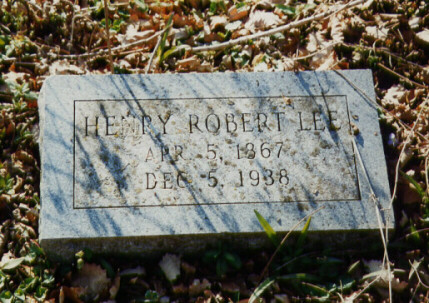 HENRY ROBERT LEE
APR 5, 1867
DEC 5, 1938